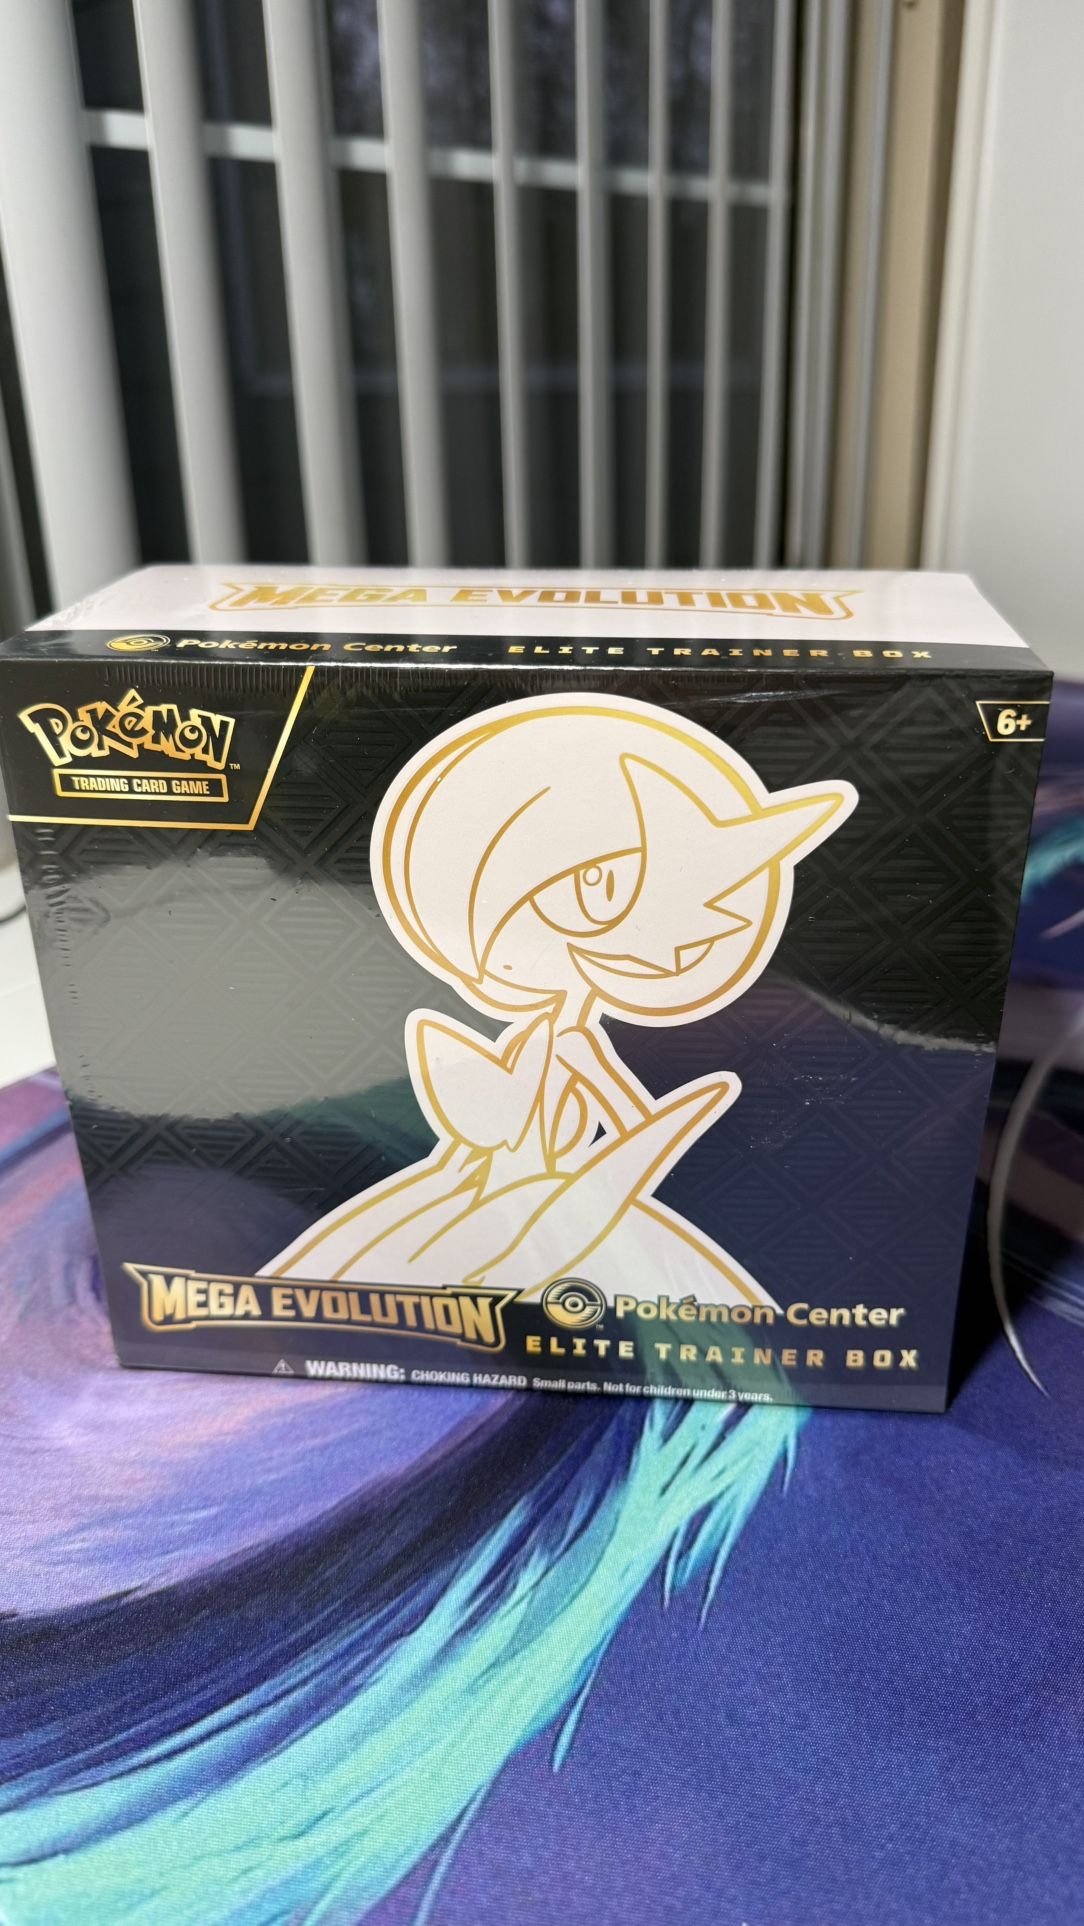 MEGA EVOLUTION
Pokémon Center ELITE TRAINER BOX
POKéMON™
TRADING CARD GAME
6+
MEGA EVOLUTION
Pokémon Center
ELITE TRAINER BOX
WARNING: CHOKING HAZARD Small parts. Not for children under 3 years.